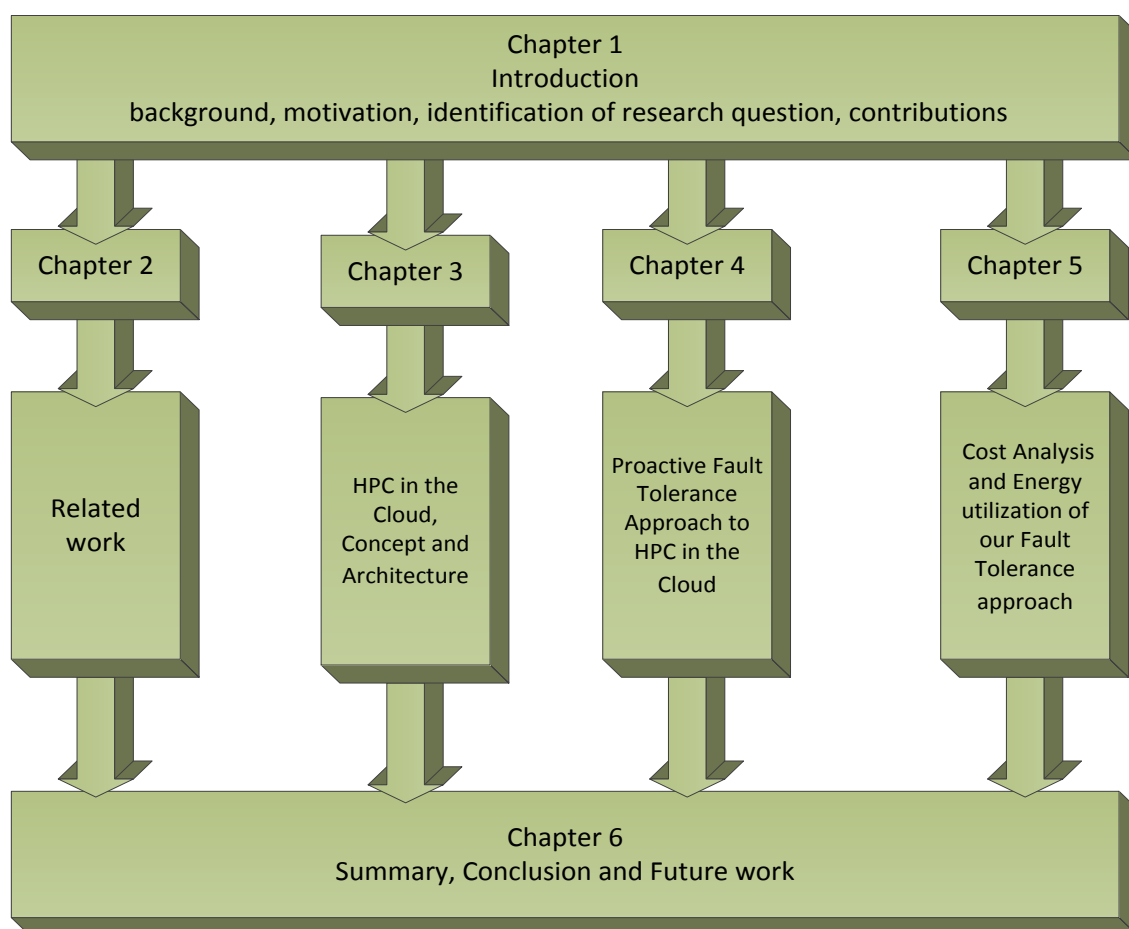 Chapter 1
Introduction
background, motivation, identification of research question, contributions
Chapter 2
Chapter 3
Chapter 4
Chapter 5
Related
work
HPC in the
Cloud,
Concept and
Architecture
Proactive Fault
Tolerance
Approach to
HPC in the
Cloud
Cost Analysis
and Energy
utilization of
our Fault
Tolerance
approach
Chapter 6
Summary, Conclusion and Future work